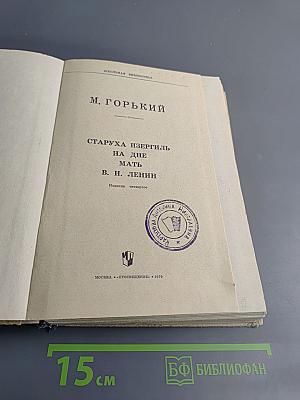 ШКОЛЬНАЯ БИБЛИОТЕКА
М. ГОРЬКИЙ
СТАРУХА ИЗЕРГИЛЬ
НА ДНЕ
МАТЬ
В. И. ЛЕНИН
Издание четвертое
МОСКВА «ПРОСВЕЩЕНИЕ» 1979
15 см
БФ БИБЛИОФАН